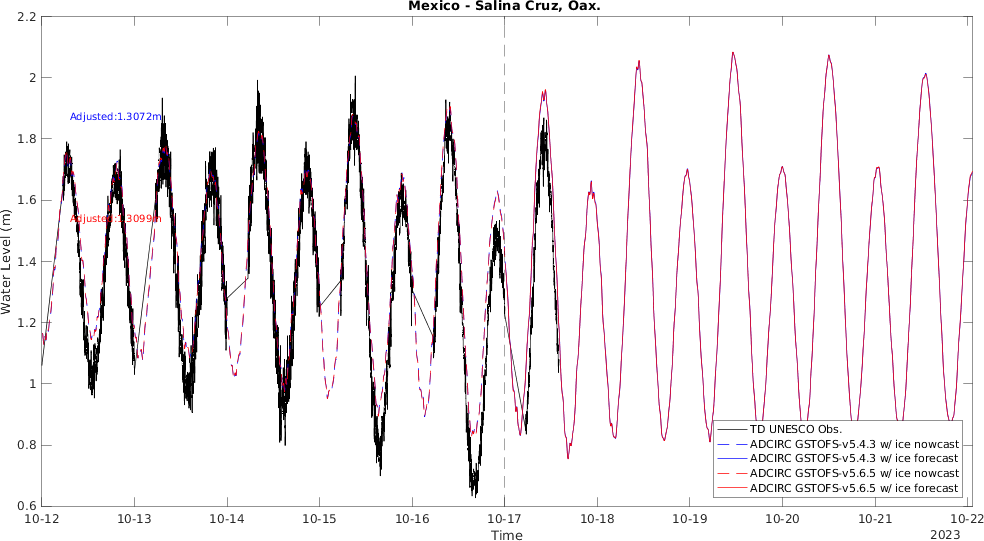 Mexico - Salina Cruz, Oax.
2.2
2
1.8
1.6
1.4
1.2
1
0.8
0.6
Water Level (m)
Adjusted:1.3072m
Adjusted:1.3099m
TD UNESCO Obs.
ADCIRC GSTOFS-v5.4.3 w/ ice nowcast
ADCIRC GSTOFS-v5.4.3 w/ ice forecast
ADCIRC GSTOFS-v5.6.5 w/ ice nowcast
ADCIRC GSTOFS-v5.6.5 w/ ice forecast
10-12 10-13 10-14 10-15 10-16 10-17 10-18 10-19 10-20 10-21 10-22
Time
2023